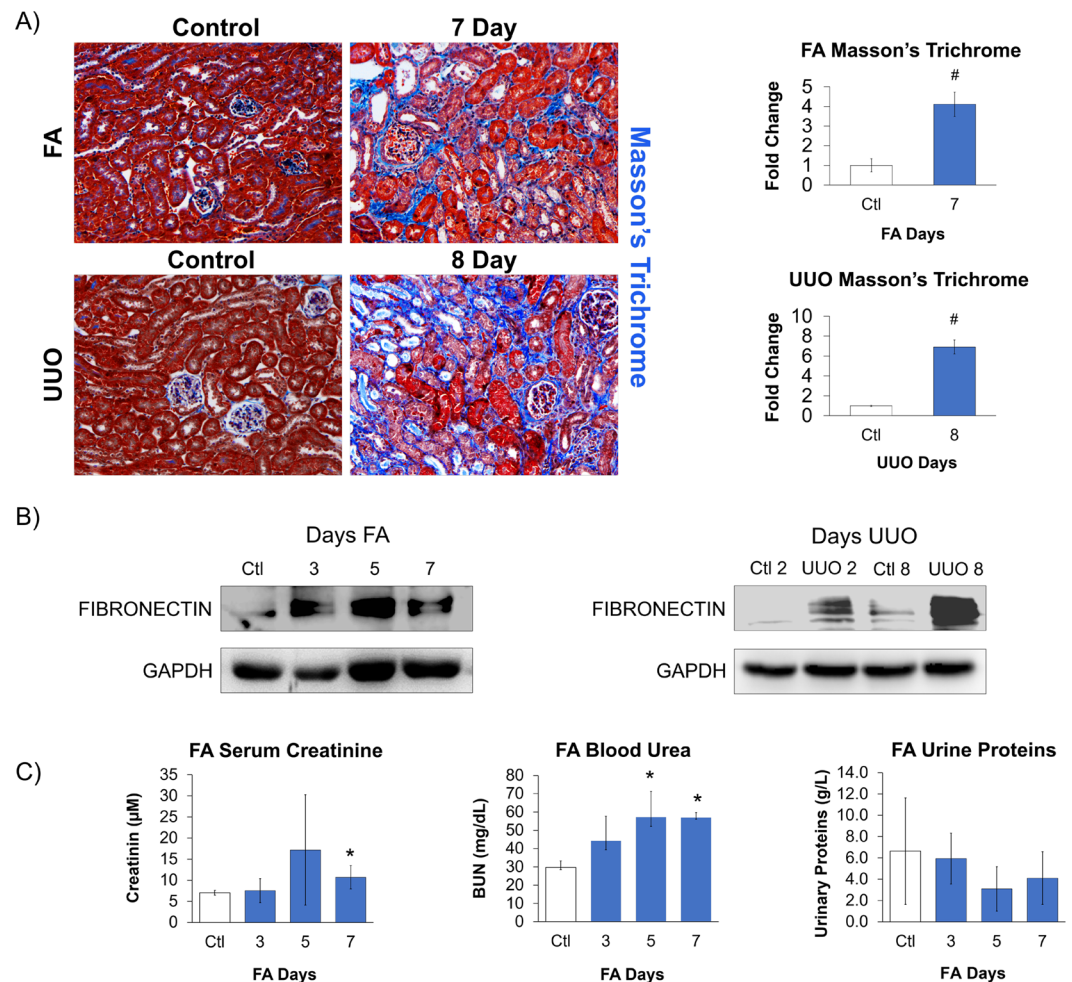 A)
Control
7 Day
FA
Control
8 Day
UUO
Masson's Trichrome
FA Masson's Trichrome
#
Fold Change
5
4
3
2
1
0
Ctl
7
FA Days
UUO Masson's Trichrome
#
Fold Change
10
8
6
4
2
0
Ctl
8
UUO Days
B)
Days FA
Ctl 3 5 7
FIBRONECTIN
GAPDH
Days UUO
Ctl 2 UUO 2 Ctl 8 UUO 8
FIBRONECTIN
GAPDH
C)
FA Serum Creatinine
Creatinin (µM)
35
30
25
20
15
10
5
0
*
Ctl 3 5 7
FA Days
FA Blood Urea
BUN (mg/dL)
80
70
60
50
40
30
20
10
0
* *
Ctl 3 5 7
FA Days
FA Urine Proteins
Urinary Proteins (g/L)
14.0
12.0
10.0
8.0
6.0
4.0
2.0
0.0
Ctl 3 5 7
FA Days